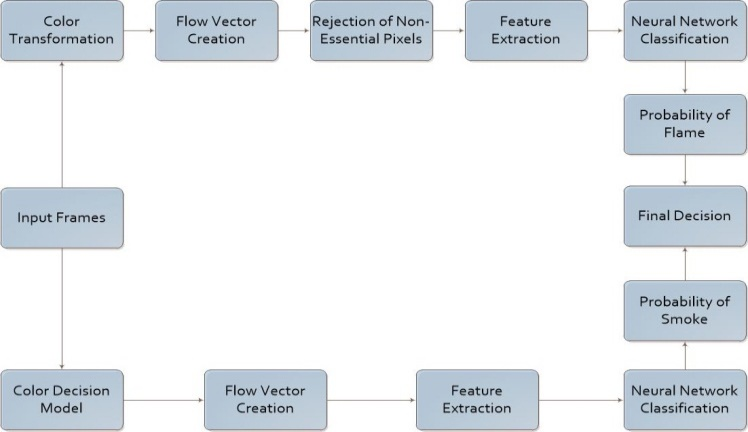 Color
Transformation
Flow Vector
Creation
Rejection of Non-
Essential Pixels
Feature
Extraction
Neural Network
Classification
Probability of
Flame
Input Frames
Final Decision
Probability of
Smoke
Color Decision
Model
Flow Vector
Creation
Feature
Extraction
Neural Network
Classification